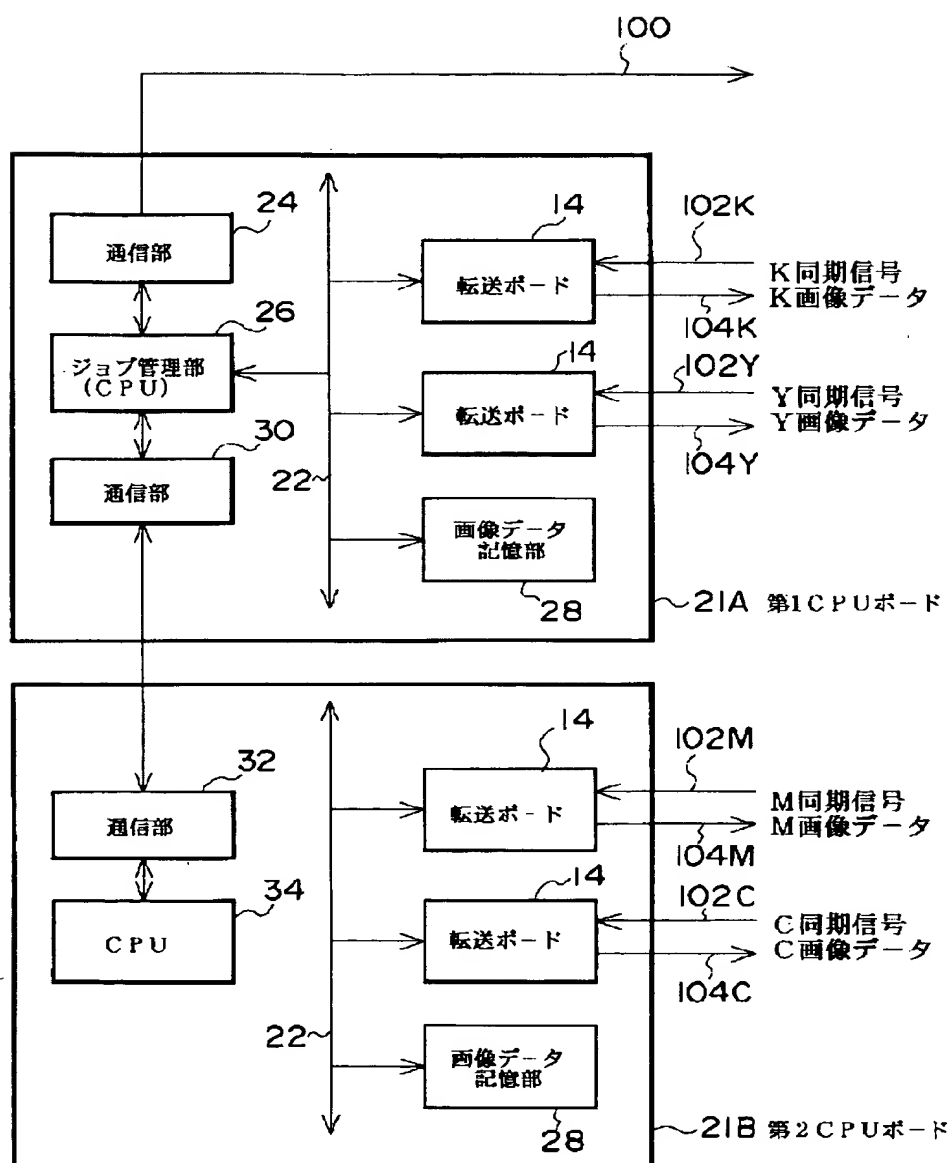 100
24
通信部
26
ジョブ管理部
(CPU)
30
通信部
22
14
転送ボード
102K
K同期信号
K画像データ
104K
14
転送ボード
102Y
Y同期信号
Y画像データ
104Y
画像データ
記憶部
28
21A 第1CPUボード
32
通信部
34
CPU
22
14
転送ボード
102M
M同期信号
M画像データ
104M
14
転送ボード
102C
C同期信号
C画像データ
104C
画像データ
記憶部
28
21B 第2CPUボード